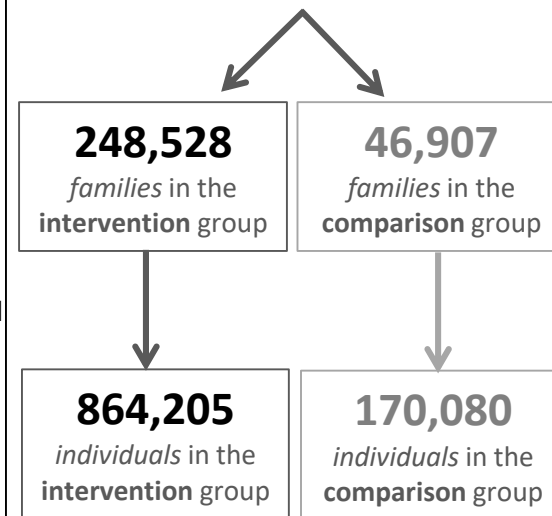 248,528
families in the
intervention group
46,907
families in the
comparison group
864,205
individuals in the
intervention group
170,080
individuals in the
comparison group